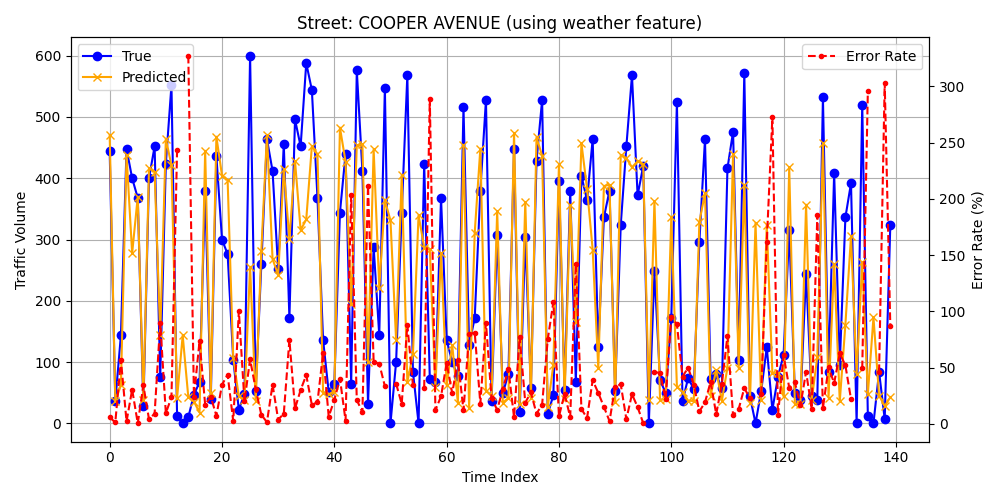 Street: COOPER AVENUE (using weather feature)
True
Predicted
Error Rate
Traffic Volume
600
500
400
300
200
100
0
300
250
200
150
100
50
0
Error Rate (%)
0 20 40 60 80 100 120 140
Time Index